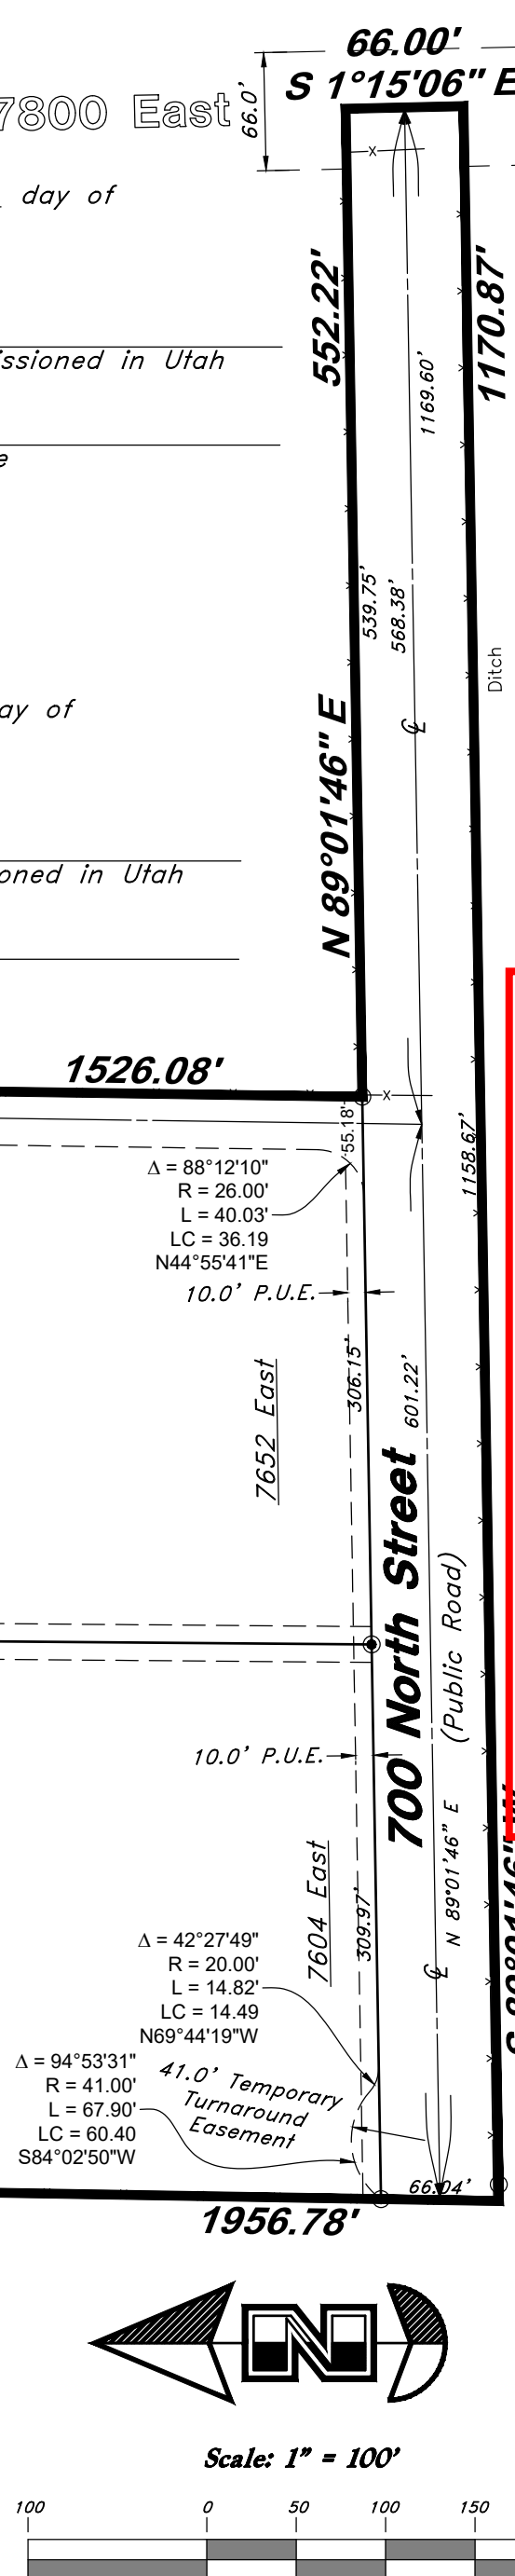 66.00'
S 1°15'06" E
7800 East
66.0'
day of
552.22'
1170.87'
ssioned in Utah
1169.60'
e
539.75'
568.38'
Ditch
N 89°01'46" E
ay of
℄
oned in Utah
1526.08'
55.18'
1158.67'
Δ = 88°12'10"
R = 26.00'
L = 40.03'
LC = 36.19
N44°55'41"E
10.0' P.U.E.
306.15'
7652 East
601.22'
700 North Street
(Public Road)
10.0' P.U.E.
N 89°01'46" E
7604 East
309.97'
℄
Δ = 42°27'49"
R = 20.00'
L = 14.82'
LC = 14.49
N69°44'19"W
Δ = 94°53'31"
R = 41.00'
L = 67.90'
LC = 60.40
S84°02'50"W
41.0' Temporary
Turnaround
Easement
66.04'
1956.78'
N
Scale: 1" = 100'
100 0 50 100 150